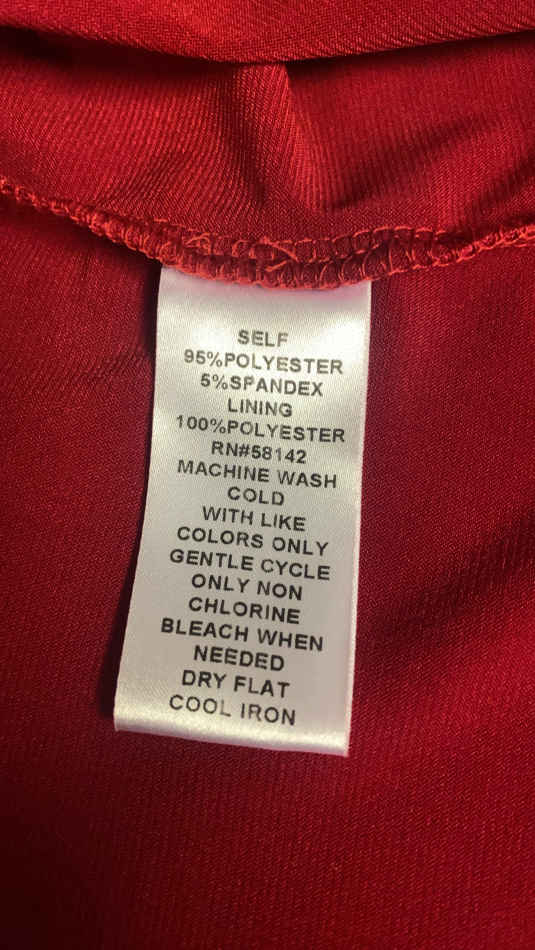 SELF
95%POLYESTER
5%SPANDEX
LINING
100%POLYESTER
RN#58142
MACHINE WASH
COLD
WITH LIKE
COLORS ONLY
GENTLE CYCLE
ONLY NON
CHLORINE
BLEACH WHEN
NEEDED
DRY FLAT
COOL IRON